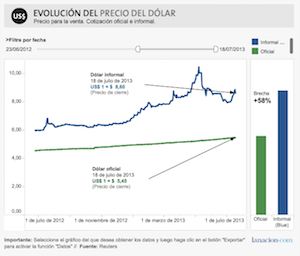 US$ EVOLUCIÓN DEL PRECIO DEL DÓLAR
Precio para la venta. Cotización oficial e informal.
>Filtre por fecha
23/06/2012 18/07/2013
Informal ...
Oficial
10,00
8,00
6,00
4,00
2,00
0,00
Dólar informal
18 de julio de 2013
US$ 1 = $ 8,65
(Precio de cierre)
Dólar oficial
18 de julio de 2013
US$ 1 = $ 5,45
(Precio de cierre)
Brecha
+58%
1 de julio de 2012 1 de noviembre de 2012 1 de marzo de 2013 1 de julio de 2013
Oficial Informal
(Blue)
Importante: Seleccione el gráfico del que desea obtener los datos y luego haga clic en el botón "Exportar"
para activar la función "Datos" // Fuente: Reuters
lanacion.com